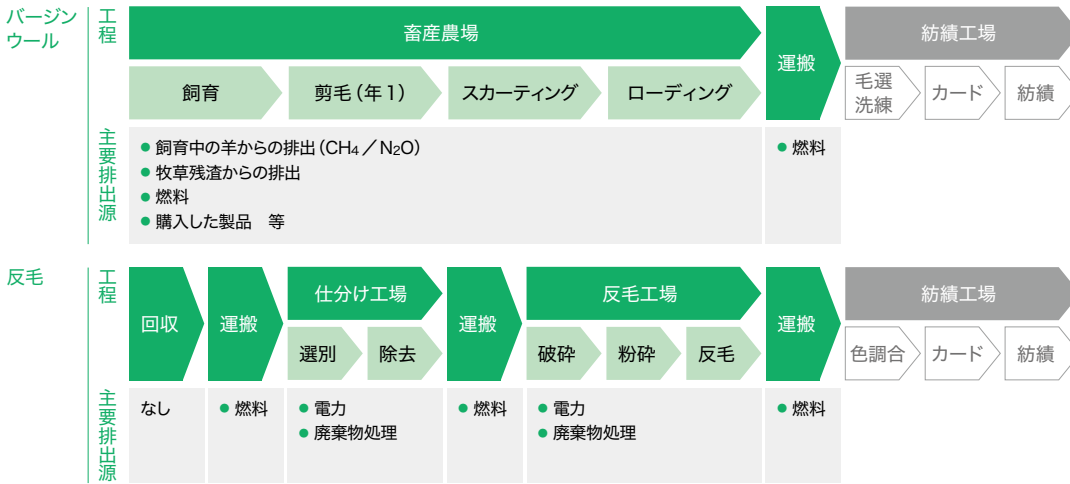 バージン
ウール
工程
畜産農場
運搬
紡績工場
飼育
剪毛（年1）
スカーティング
ローディング
毛選
洗練
カード
紡績
主要排出源
● 飼育中の羊からの排出（CH₄／N₂O）
● 牧草残渣からの排出
● 燃料
● 購入した製品　等
● 燃料
反毛
工程
回収
運搬
仕分け工場
選別
除去
運搬
反毛工場
破砕
粉砕
反毛
運搬
紡績工場
色調合
カード
紡績
主要排出源
なし
● 燃料
● 電力
● 廃棄物処理
● 燃料
● 電力
● 廃棄物処理
● 燃料